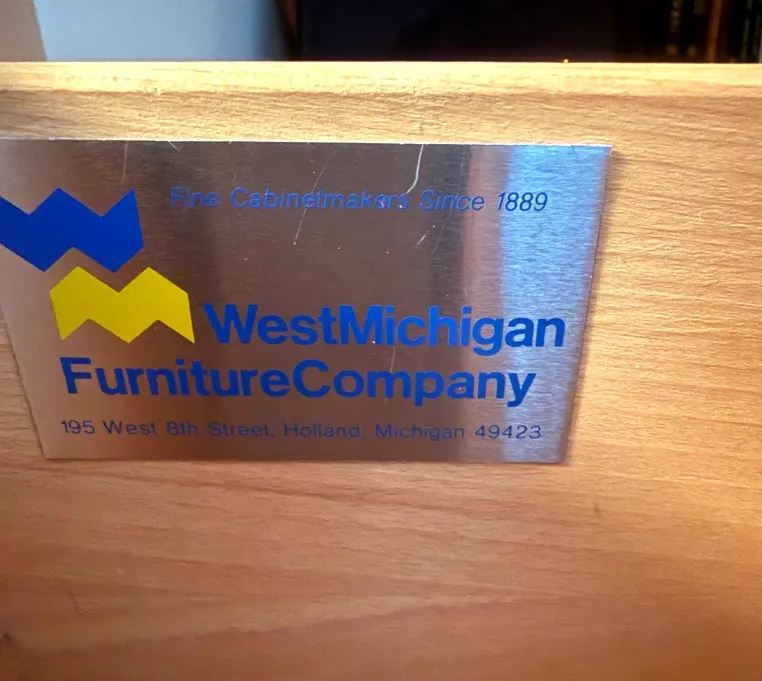 Fine Cabinetmakers Since 1889
WestMichigan
FurnitureCompany
195 West 8th Street, Holland, Michigan 49423